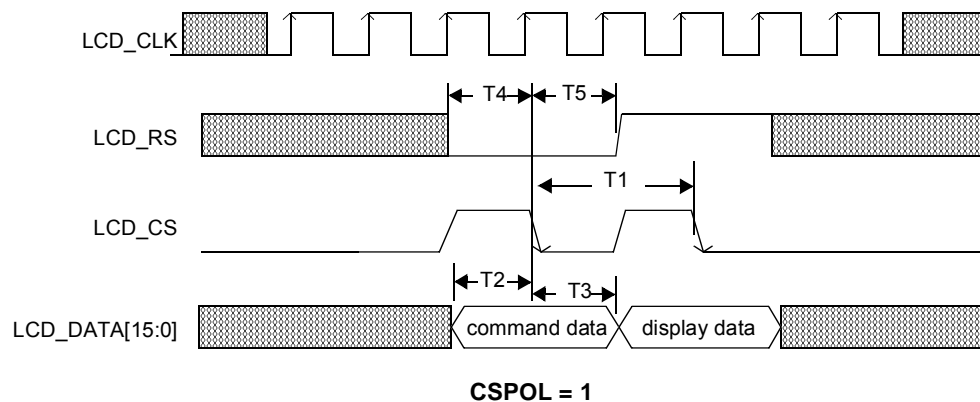 LCD_CLK
T4
T5
LCD_RS
T1
LCD_CS
T2
T3
LCD_DATA[15:0]
command data
display data
CSPOL = 1